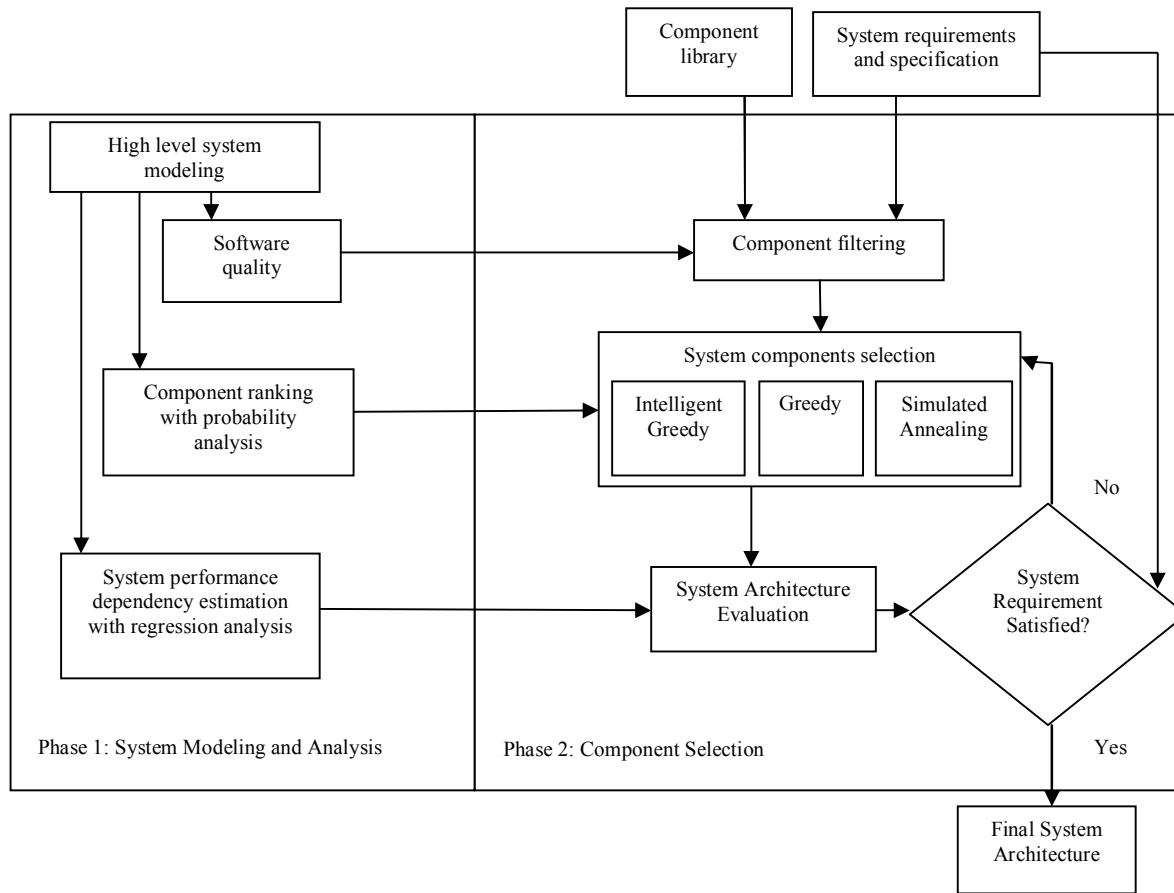 Component
library
System requirements
and specification
High level system
modeling
Software
quality
Component filtering
System components selection
Component ranking
with probability
analysis
Intelligent
Greedy
Greedy
Simulated
Annealing
No
System performance
dependency estimation
with regression analysis
System Architecture
Evaluation
System
Requirement
Satisfied?
Phase 1: System Modeling and Analysis
Phase 2: Component Selection
Yes
Final System
Architecture